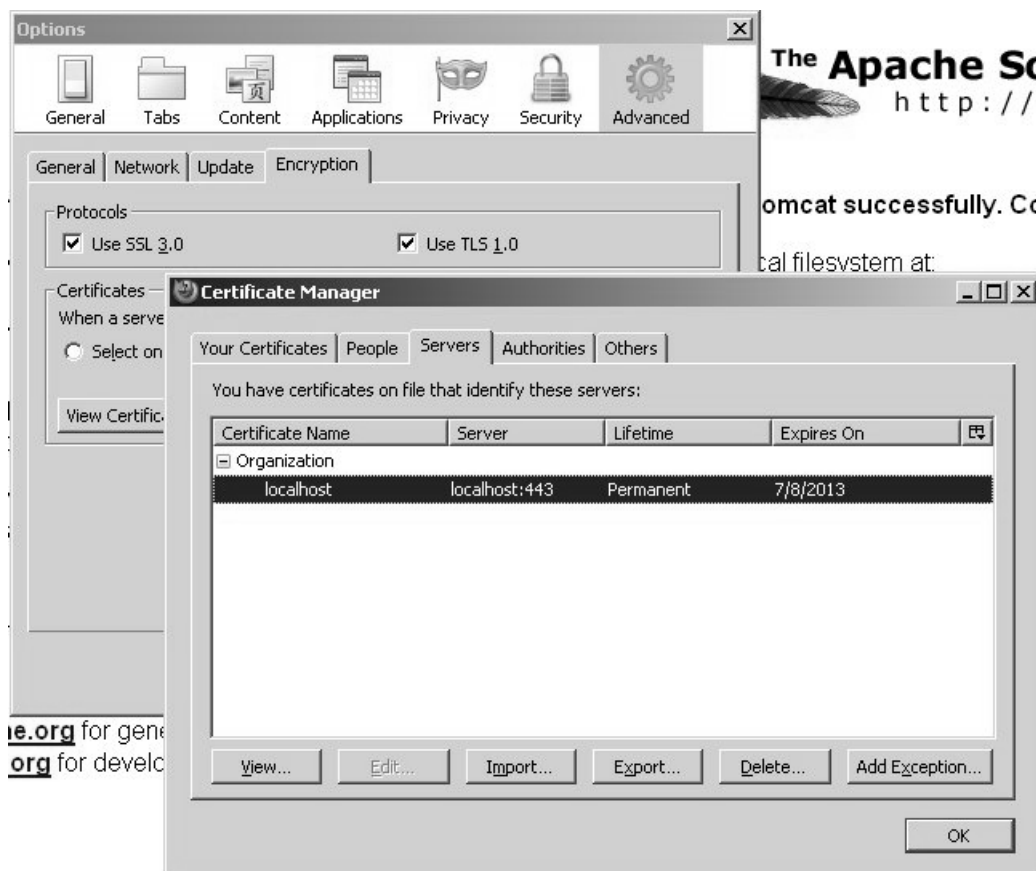 Options
The Apache So
http://
General Tabs Content Applications Privacy Security Advanced
页
General Network Update Encryption
Protocols
Use SSL 3.0 Use TLS 1.0
omcat successfully. Co
cal filesystem at:
Certificates
When a serve
Select on
View Certific
Certificate Manager
Your Certificates People Servers Authorities Others
You have certificates on file that identify these servers:
Certificate Name Server Lifetime Expires On
Organization
localhost localhost:443 Permanent 7/8/2013
e.org for gene
org for develo
View... Edit... Import... Export... Delete... Add Exception...
OK